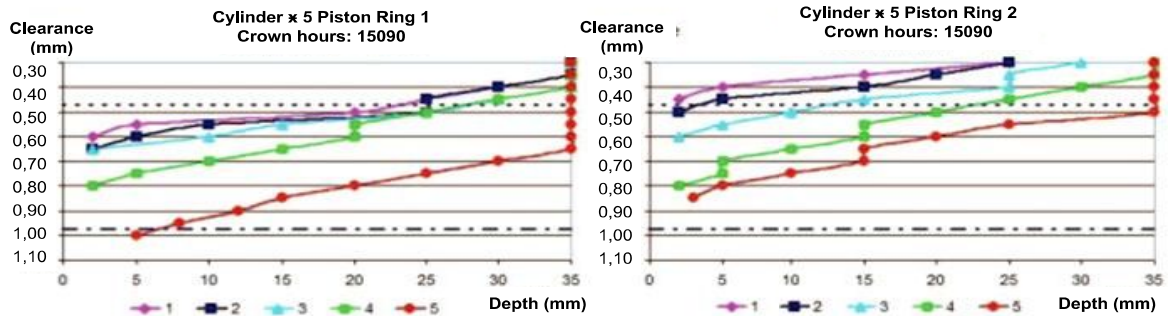 Cylinder x 5 Piston Ring 1
Crown hours: 15090
Clearance
(mm)
0,30
0,40
0,50
0,60
0,70
0,80
0,90
1,00
1,10
0 5 10 15 20 25 30 35
1 2 3 4 5 Depth (mm)
Cylinder x 5 Piston Ring 2
Crown hours: 15090
Clearance
(mm)
0,30
0,40
0,50
0,60
0,70
0,80
0,90
1,00
1,10
0 5 10 15 20 25 30 35
1 2 3 4 5 Depth (mm)